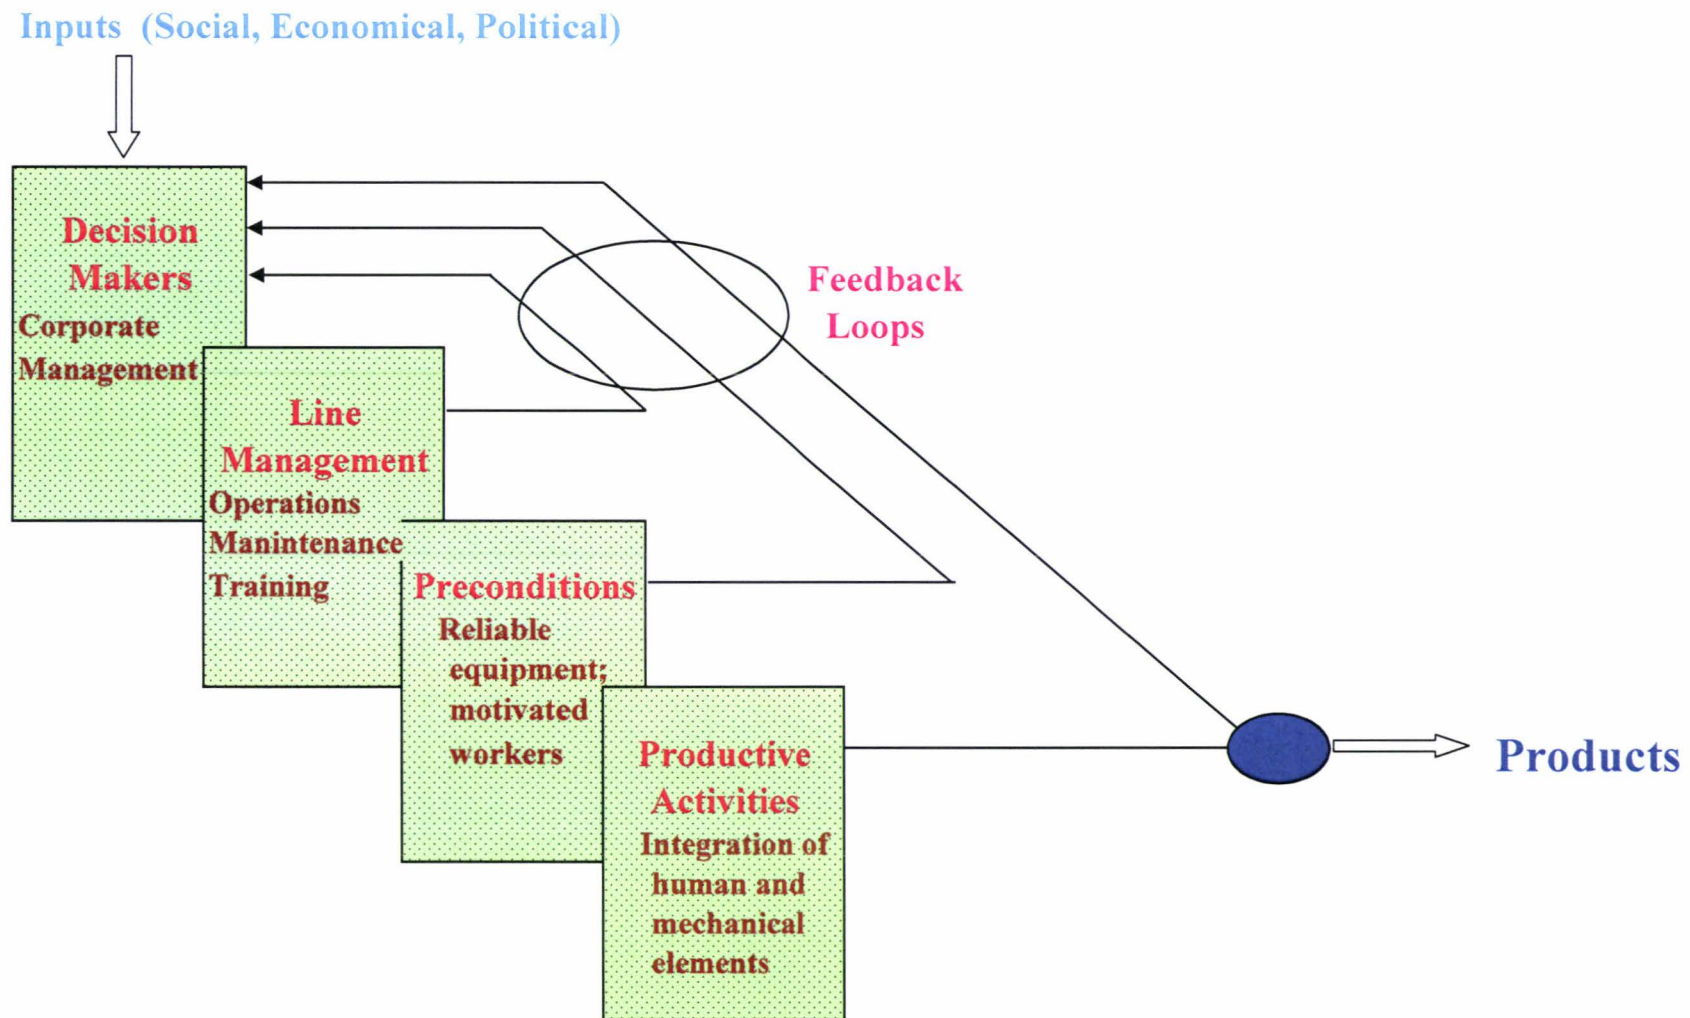 Inputs (Social, Economical, Political)
Decision
Makers
Corporate
Management
Feedback
Loops
Line
Management
Operations
Manintenance
Training
Preconditions
Reliable
equipment;
motivated
workers
Productive
Activities
Integration of
human and
mechanical
elements
Products